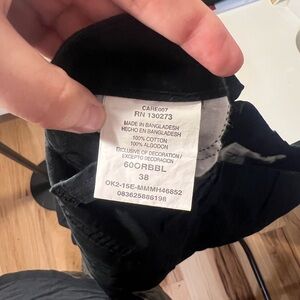 CARE007
RN 130273
MADE IN BANGLADESH
HECHO EN BANGLADESH
100% COTTON
100% ALGODON
EXCLUSIVE OF DECORATION /
EXCEPTO DECORACION
60ORBBL
38
OK2-15E-MMMH46852
083625886198